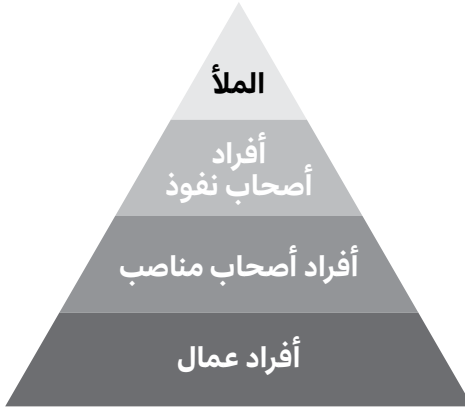 الملأ
أفراد
أصحاب نفوذ
أفراد أصحاب مناصب
أفراد عمال